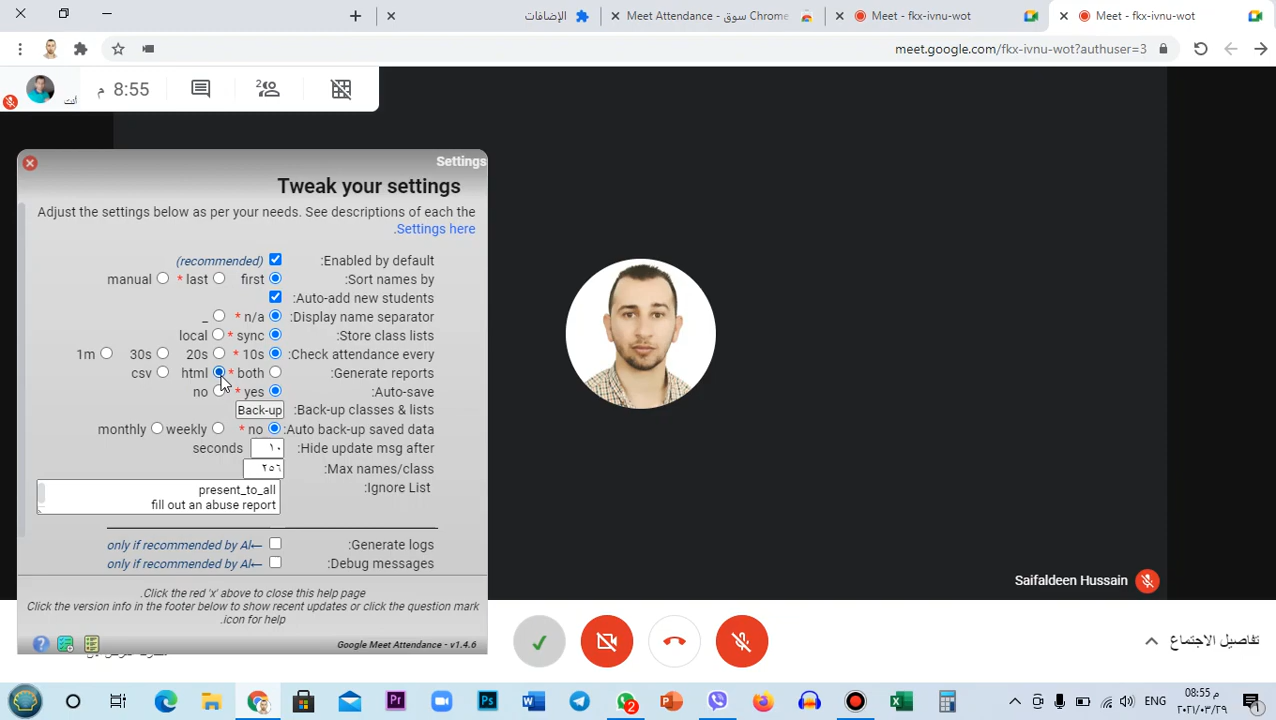 الإضافات
Meet Attendance - سوق Chrome
Meet - fkx-ivnu-wot
Meet - fkx-ivnu-wot
meet.google.com/fkx-ivnu-wot?authuser=3
8:55 م
2
أنت
Settings
Tweak your settings
Adjust the settings below as per your needs. See descriptions of each the
.Settings here
(recommended) :Enabled by default
manual * last first :Sort names by
:Auto-add new students
_ * n/a :Display name separator
local * sync :Store class lists
1m 30s 20s * 10s :Check attendance every
csv html * both :Generate reports
no * yes :Auto-save
Back-up :Back-up classes & lists
monthly weekly * no :Auto back-up saved data
seconds ١٠ :Hide update msg after
٢٥٦ :Max names/class
:Ignore List
present_to_all
fill out an abuse report
only if recommended by Al← :Generate logs
only if recommended by Al← :Debug messages
.Click the red 'x' above to close this help page
Click the version info in the footer below to show recent updates or click the question mark
.icon for help
Google Meet Attendance - v1.4.6
Saifaldeen Hussain
تفاصيل الاجتماع
2
ENG
08:55 م
٢٠٢١/٠٣/٢٩
1